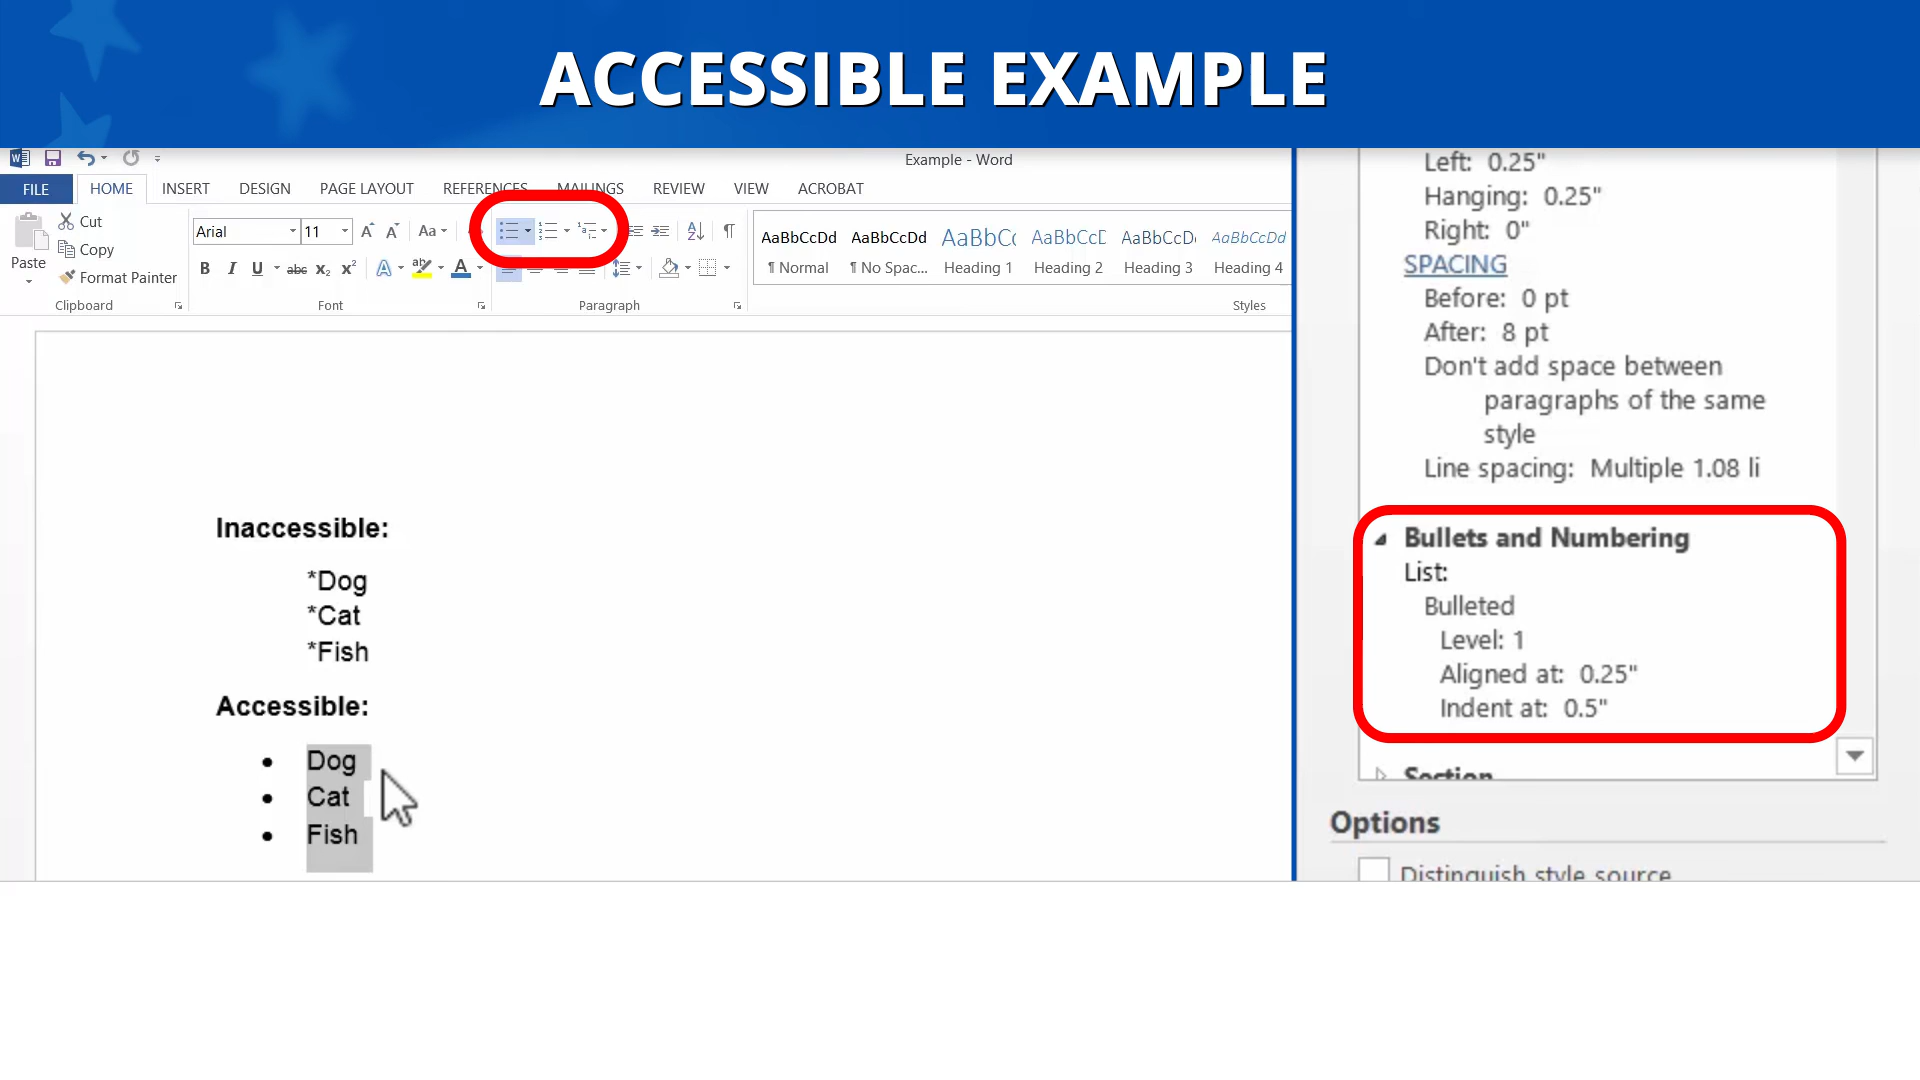 ACCESSIBLE EXAMPLE
Example - Word
FILE HOME INSERT DESIGN PAGE LAYOUT REFERENCES MAILINGS REVIEW VIEW ACROBAT
Paste
Cut
Copy
Format Painter
Clipboard
Arial 11
Font
Paragraph
AaBbCcDd AaBbCcDd AaBbCc AaBbCcD AaBbCcDc AaBbCcDd
¶ Normal ¶ No Spac... Heading 1 Heading 2 Heading 3 Heading 4
Styles
Inaccessible:
*Dog
*Cat
*Fish
Accessible:
• Dog
• Cat
• Fish
Left: 0.25"
Hanging: 0.25"
Right: 0"
SPACING
Before: 0 pt
After: 8 pt
Don't add space between
paragraphs of the same
style
Line spacing: Multiple 1.08 li
Bullets and Numbering
List:
Bulleted
Level: 1
Aligned at: 0.25"
Indent at: 0.5"
Section
Options
Distinguish style source